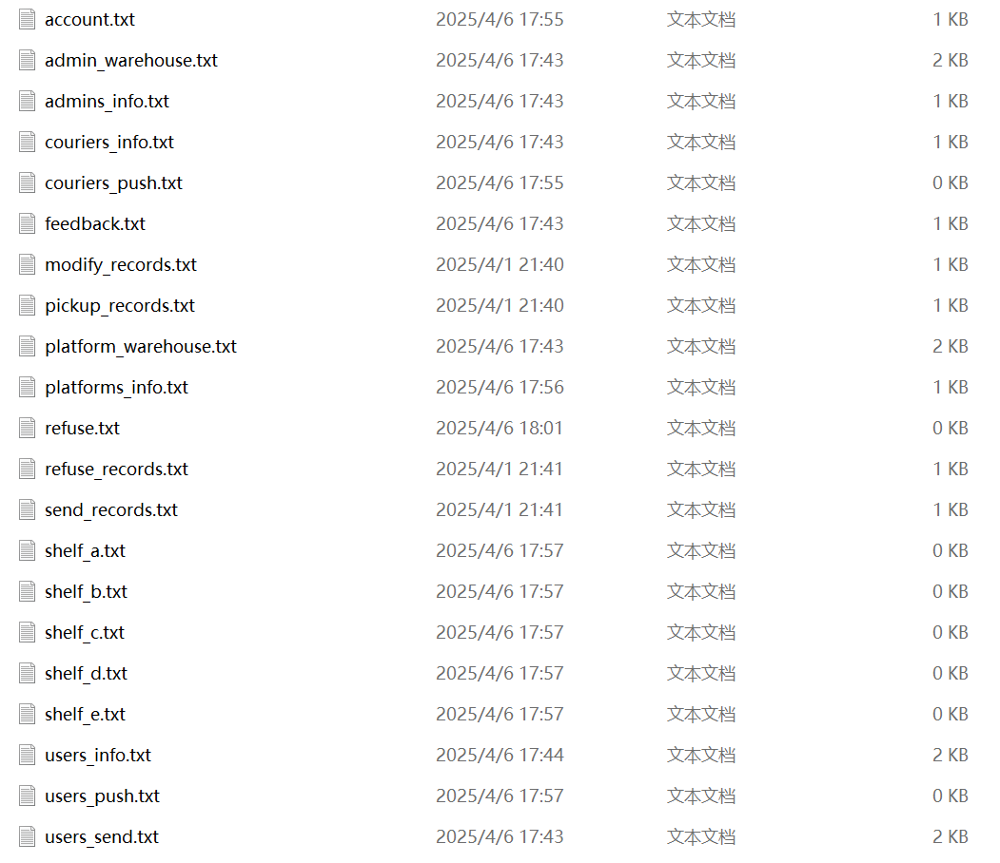 account.txt 2025/4/6 17:55 文本文档 1 KB
admin_warehouse.txt 2025/4/6 17:43 文本文档 2 KB
admins_info.txt 2025/4/6 17:43 文本文档 1 KB
couriers_info.txt 2025/4/6 17:43 文本文档 1 KB
couriers_push.txt 2025/4/6 17:55 文本文档 0 KB
feedback.txt 2025/4/6 17:43 文本文档 1 KB
modify_records.txt 2025/4/1 21:40 文本文档 1 KB
pickup_records.txt 2025/4/1 21:40 文本文档 1 KB
platform_warehouse.txt 2025/4/6 17:43 文本文档 2 KB
platforms_info.txt 2025/4/6 17:56 文本文档 1 KB
refuse.txt 2025/4/6 18:01 文本文档 0 KB
refuse_records.txt 2025/4/1 21:41 文本文档 1 KB
send_records.txt 2025/4/1 21:41 文本文档 1 KB
shelf_a.txt 2025/4/6 17:57 文本文档 0 KB
shelf_b.txt 2025/4/6 17:57 文本文档 0 KB
shelf_c.txt 2025/4/6 17:57 文本文档 0 KB
shelf_d.txt 2025/4/6 17:57 文本文档 0 KB
shelf_e.txt 2025/4/6 17:57 文本文档 0 KB
users_info.txt 2025/4/6 17:44 文本文档 2 KB
users_push.txt 2025/4/6 17:57 文本文档 0 KB
users_send.txt 2025/4/6 17:43 文本文档 2 KB